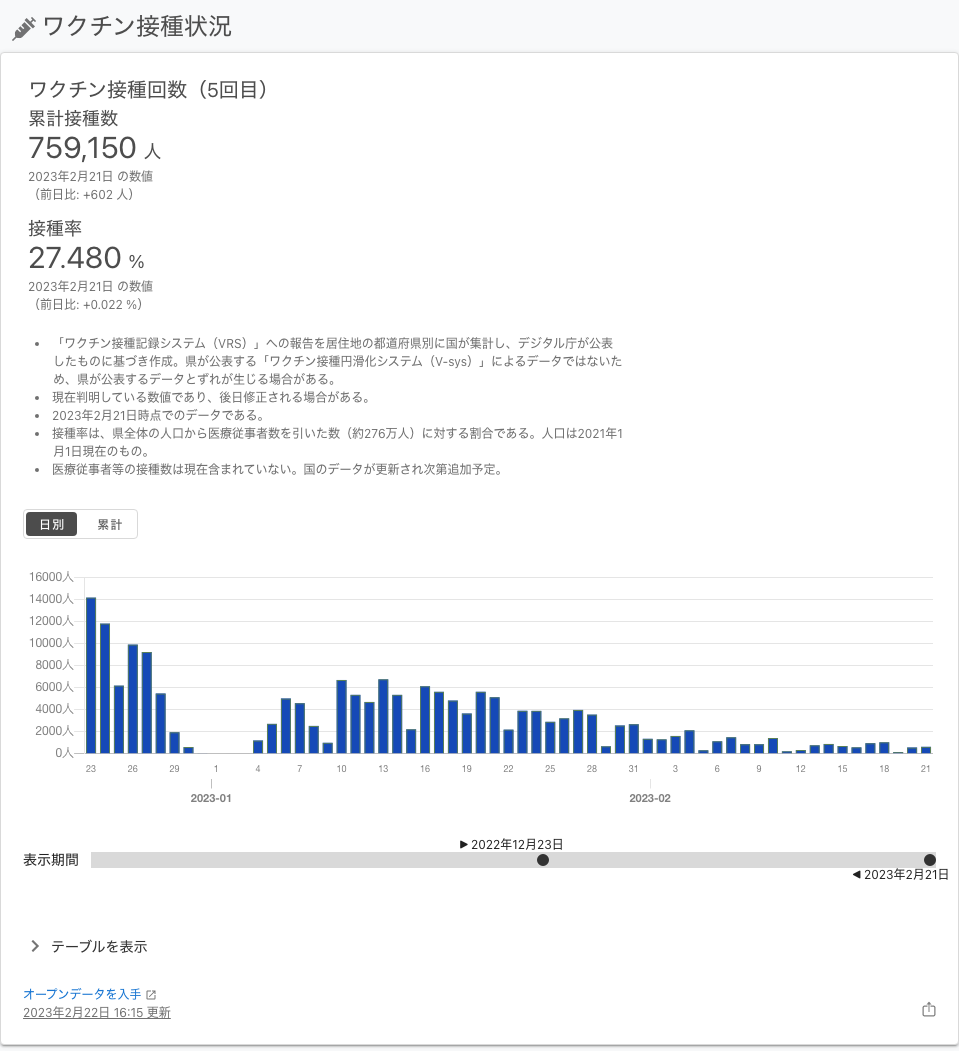 ワクチン接種状況
ワクチン接種回数（5回目）
累計接種数
759,150 人
2023年2月21日 の数値
（前日比: +602 人）
接種率
27.480 %
2023年2月21日 の数値
（前日比: +0.022 %）
• 「ワクチン接種記録システム（VRS）」への報告を居住地の都道府県別に国が集計し、デジタル庁が公表
したものに基づき作成。県が公表する「ワクチン接種円滑化システム（V-sys）」によるデータではないた
め、県が公表するデータとずれが生じる場合がある。
• 現在判明している数値であり、後日修正される場合がある。
• 2023年2月21日時点でのデータである。
• 接種率は、県全体の人口から医療従事者数を引いた数（約276万人）に対する割合である。人口は2021年1
月1日現在のもの。
• 医療従事者等の接種数は現在含まれていない。国のデータが更新され次第追加予定。
日別 累計
16000人
14000人
12000人
10000人
8000人
6000人
4000人
2000人
0人
23 26 29 1 4 7 10 13 16 19 22 25 28 31 3 6 9 12 15 18 21
2023-01 2023-02
▶ 2022年12月23日
表示期間
◀ 2023年2月21日
テーブルを表示
オープンデータを入手
2023年2月22日 16:15 更新